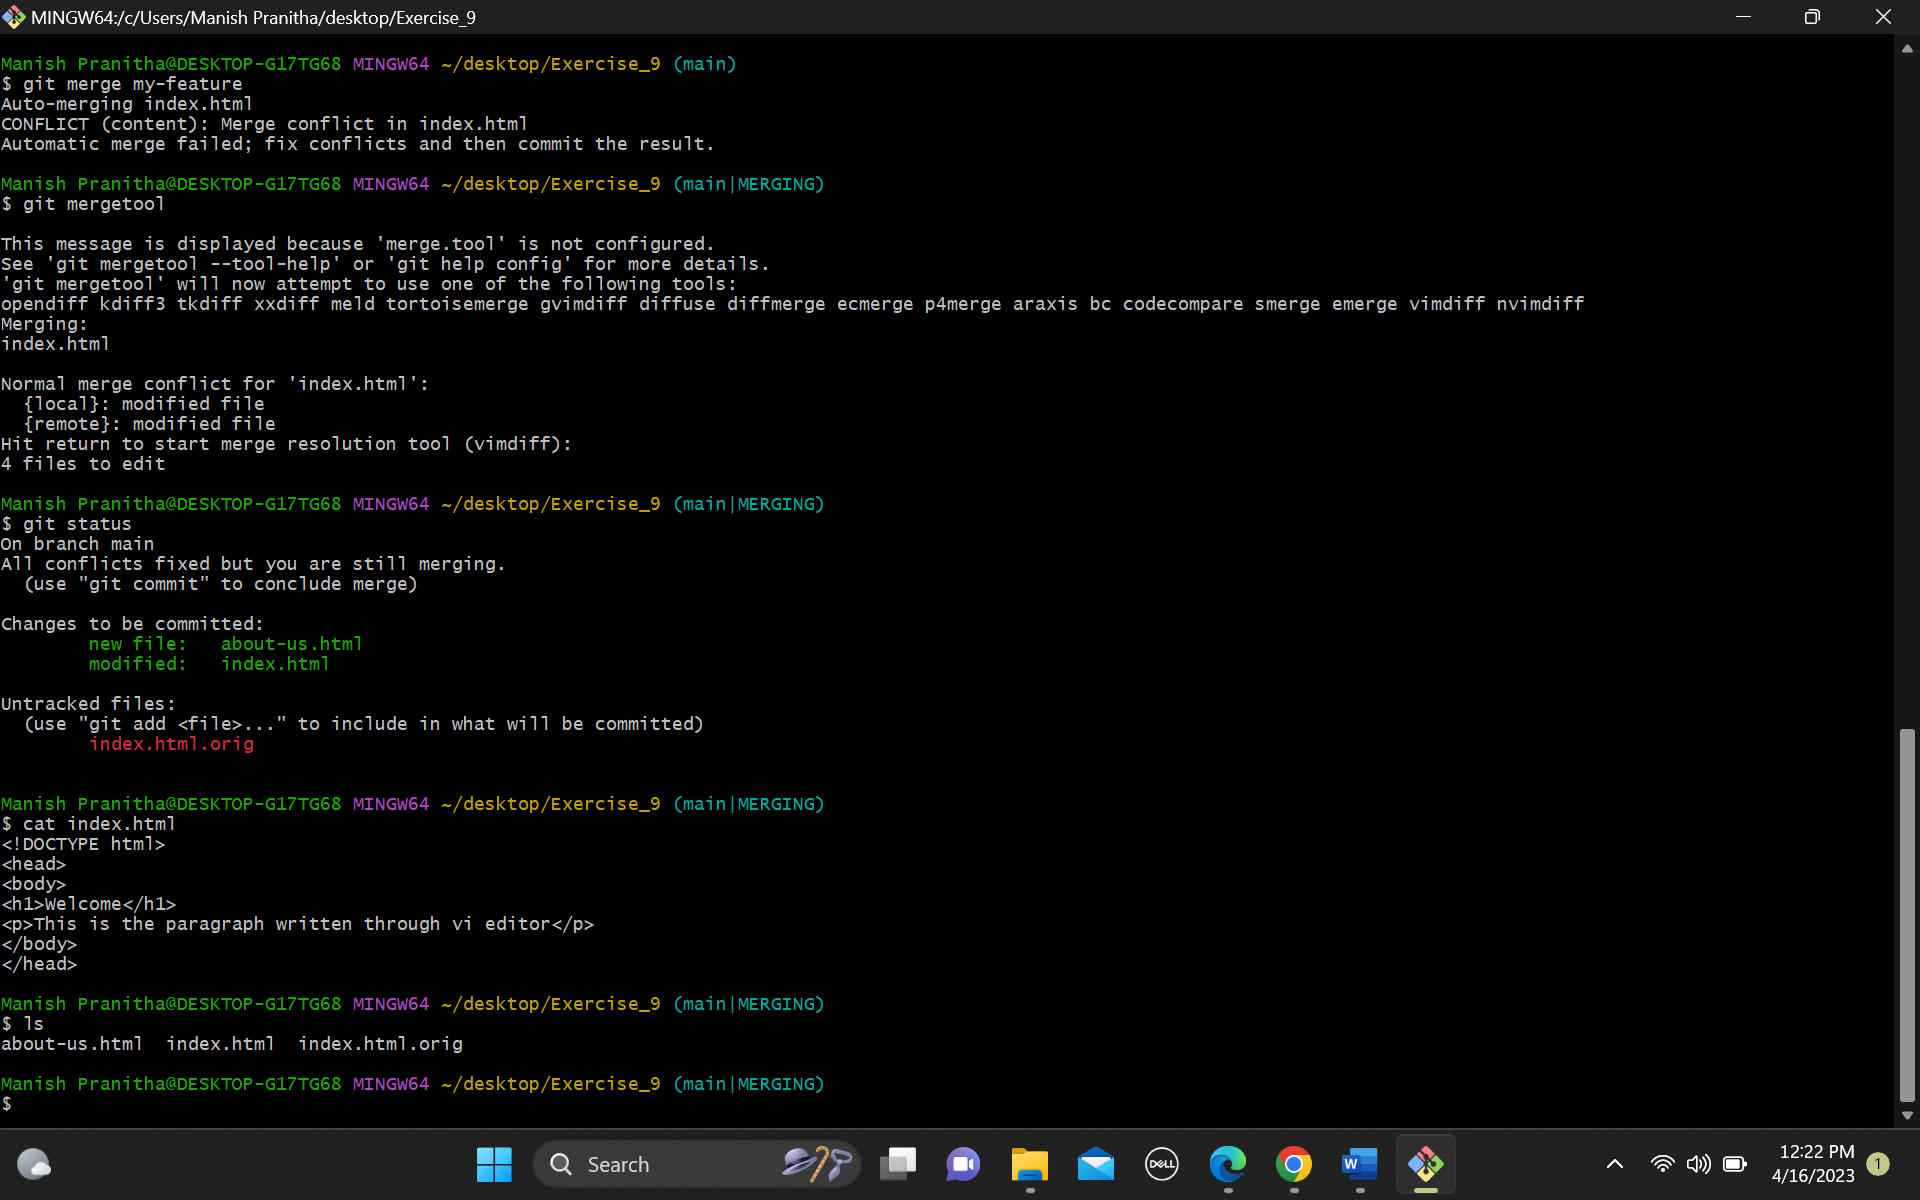 MINGW64:/c/Users/Manish Pranitha/desktop/Exercise_9
Manish Pranitha@DESKTOP-G17TG68 MINGW64 ~/desktop/Exercise_9 (main)
$ git merge my-feature
Auto-merging index.html
CONFLICT (content): Merge conflict in index.html
Automatic merge failed; fix conflicts and then commit the result.
Manish Pranitha@DESKTOP-G17TG68 MINGW64 ~/desktop/Exercise_9 (main|MERGING)
$ git mergetool
This message is displayed because 'merge.tool' is not configured.
See 'git mergetool --tool-help' or 'git help config' for more details.
'git mergetool' will now attempt to use one of the following tools:
opendiff kdiff3 tkdiff xxdiff meld tortoisemerge gvimdiff diffuse diffmerge ecmerge p4merge araxis bc codecompare smerge emerge vimdiff nvimdiff
Merging:
index.html
Normal merge conflict for 'index.html':
  {local}: modified file
  {remote}: modified file
Hit return to start merge resolution tool (vimdiff):
4 files to edit
Manish Pranitha@DESKTOP-G17TG68 MINGW64 ~/desktop/Exercise_9 (main|MERGING)
$ git status
On branch main
All conflicts fixed but you are still merging.
  (use "git commit" to conclude merge)
Changes to be committed:
        new file:   about-us.html
        modified:   index.html
Untracked files:
  (use "git add <file>..." to include in what will be committed)
        index.html.orig
Manish Pranitha@DESKTOP-G17TG68 MINGW64 ~/desktop/Exercise_9 (main|MERGING)
$ cat index.html
<!DOCTYPE html>
<head>
<body>
<h1>Welcome</h1>
<p>This is the paragraph written through vi editor</p>
</body>
</head>
Manish Pranitha@DESKTOP-G17TG68 MINGW64 ~/desktop/Exercise_9 (main|MERGING)
$ ls
about-us.html  index.html  index.html.orig
Manish Pranitha@DESKTOP-G17TG68 MINGW64 ~/desktop/Exercise_9 (main|MERGING)
$
Search
DELL
W
12:22 PM
4/16/2023
1